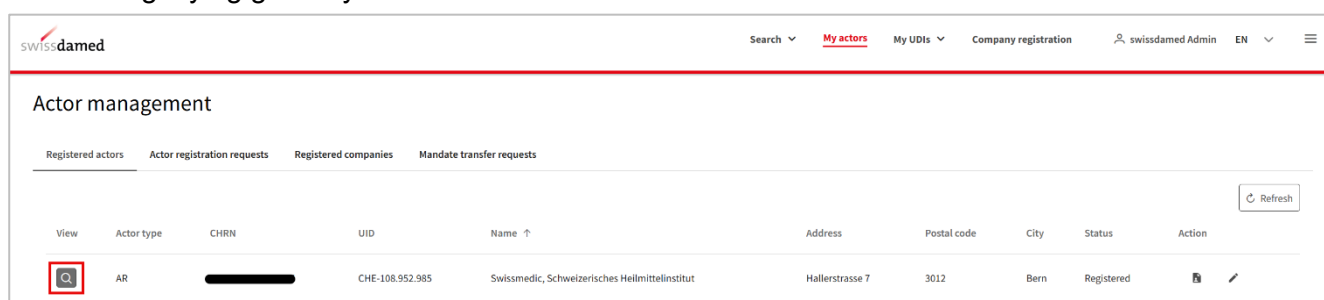 swissdamed
Search My actors My UDIs Company registration swissdamed Admin EN
Actor management
Registered actors Actor registration requests Registered companies Mandate transfer requests
Refresh
View Actor type CHRN UID Name ↑ Address Postal code City Status Action
AR CHE-108.952.985 Swissmedic, Schweizerisches Heilmittelinstitut Hallerstrasse 7 3012 Bern Registered